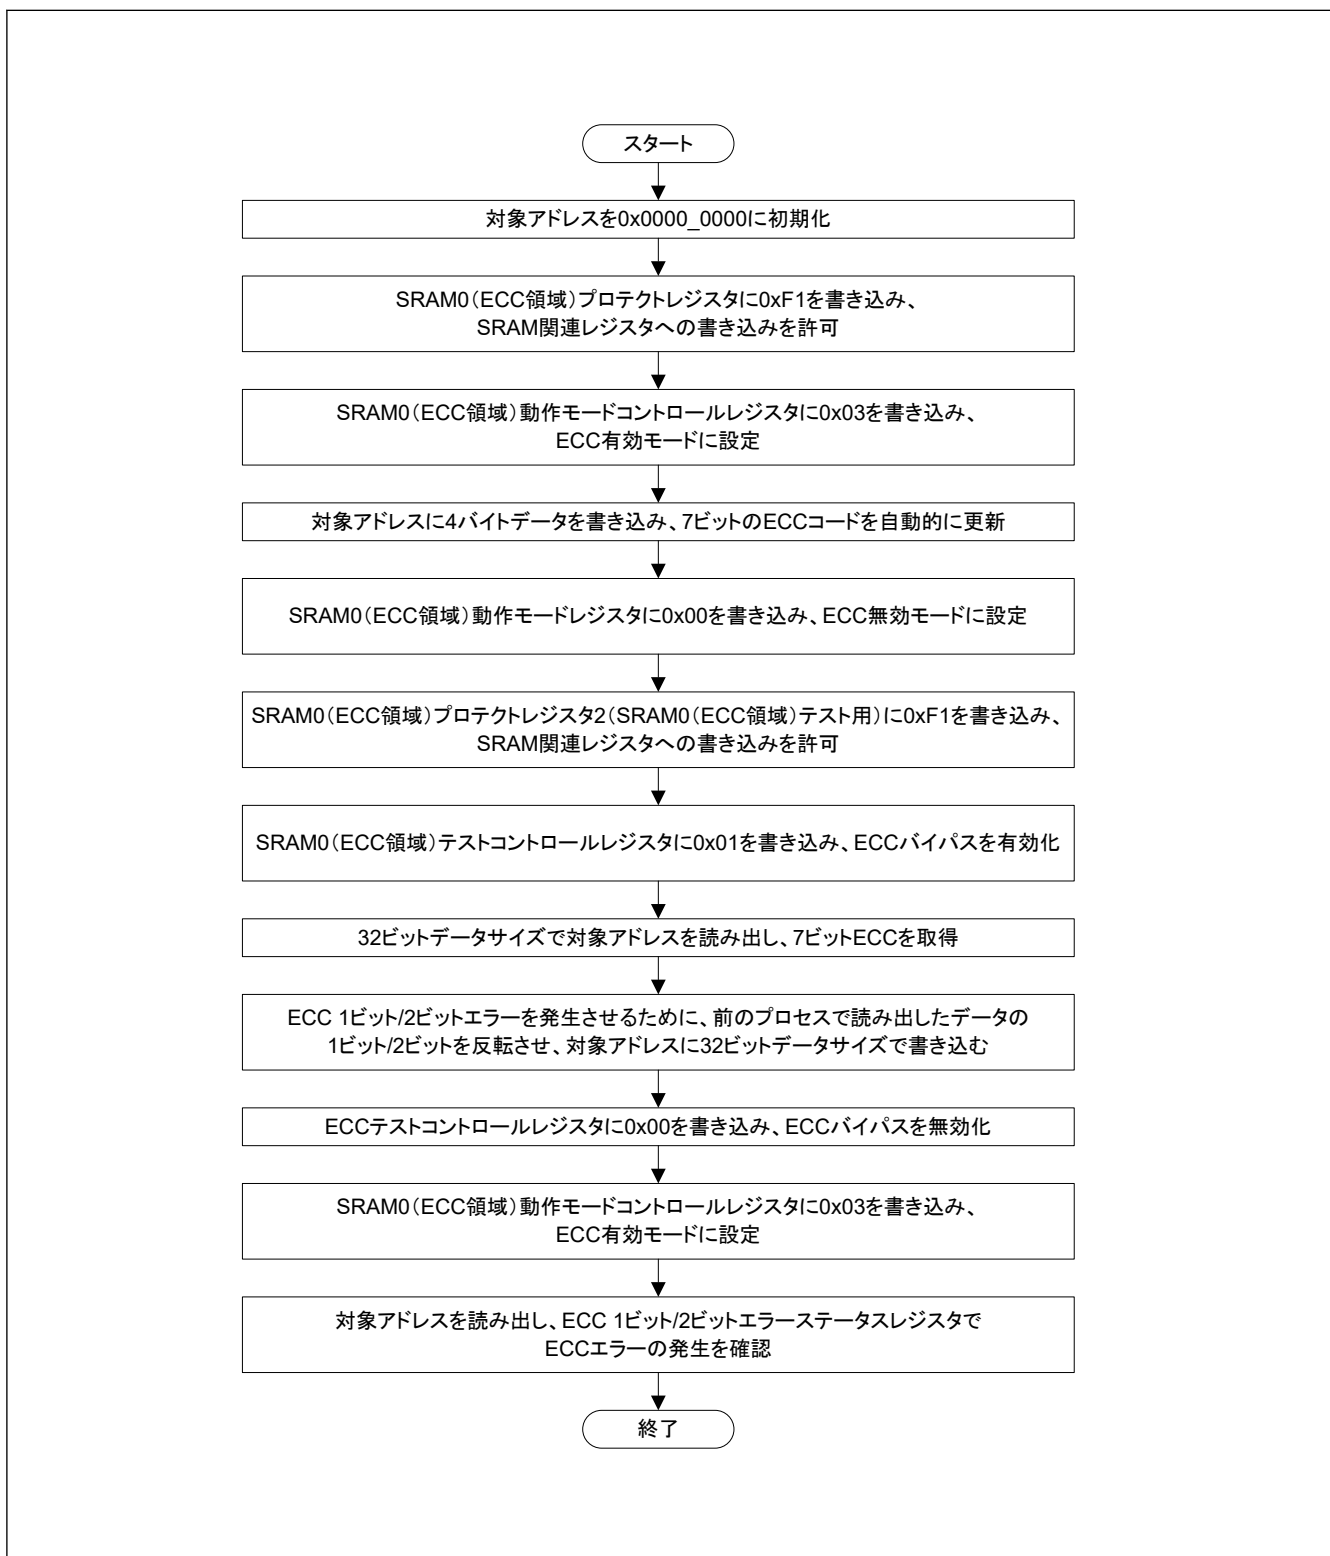 スタート
対象アドレスを0x0000_0000に初期化
SRAM0（ECC領域）プロテクトレジスタに0xF1を書き込み、
SRAM関連レジスタへの書き込みを許可
SRAM0（ECC領域）動作モードコントロールレジスタに0x03を書き込み、
ECC有効モードに設定
対象アドレスに4バイトデータを書き込み、7ビットのECCコードを自動的に更新
SRAM0（ECC領域）動作モードレジスタに0x00を書き込み、ECC無効モードに設定
SRAM0（ECC領域）プロテクトレジスタ2（SRAM0（ECC領域）テスト用）に0xF1を書き込み、
SRAM関連レジスタへの書き込みを許可
SRAM0（ECC領域）テストコントロールレジスタに0x01を書き込み、ECCバイパスを有効化
32ビットデータサイズで対象アドレスを読み出し、7ビットECCを取得
ECC 1ビット/2ビットエラーを発生させるために、前のプロセスで読み出したデータの
1ビット/2ビットを反転させ、対象アドレスに32ビットデータサイズで書き込む
ECCテストコントロールレジスタに0x00を書き込み、ECCバイパスを無効化
SRAM0（ECC領域）動作モードコントロールレジスタに0x03を書き込み、
ECC有効モードに設定
対象アドレスを読み出し、ECC 1ビット/2ビットエラーステータスレジスタで
ECCエラーの発生を確認
終了